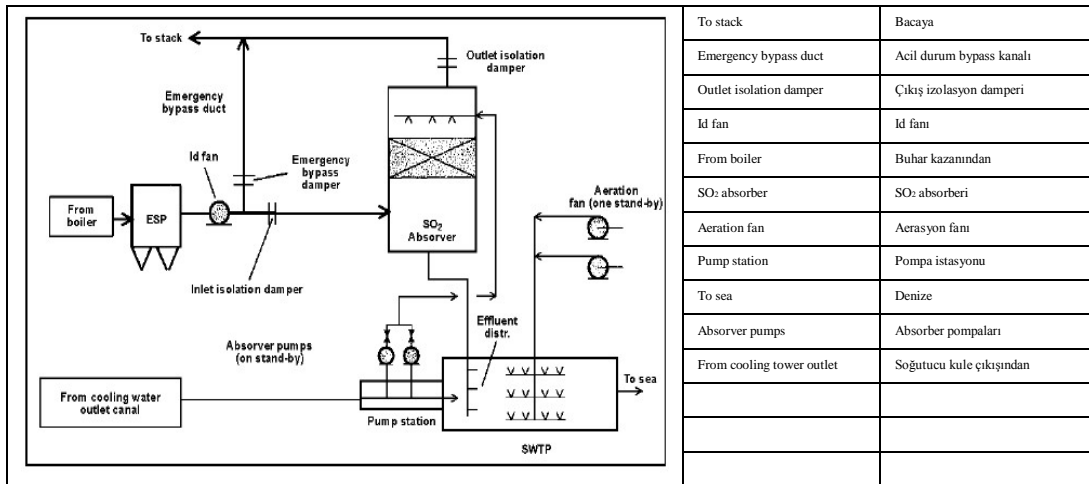 To stack
Outlet isolation
damper
Emergency
bypass duct
Id fan
Emergency
bypass
damper
From
boiler
ESP
SO2
Absorver
Aeration
fan (one stand-by)
Inlet isolation damper
Absorver pumps
(on stand-by)
Effluent
distr.
From cooling water
outlet canal
Pump station
To sea
SWTP
To stack Bacaya
Emergency bypass duct Acil durum bypass kanalı
Outlet isolation damper Çıkış izolasyon damperi
Id fan Id fanı
From boiler Buhar kazanından
SO2 absorber SO2 absorberi
Aeration fan Aerasyon fanı
Pump station Pompa istasyonu
To sea Denize
Absorver pumps Absorber pompaları
From cooling tower outlet Soğutucu kule çıkışından